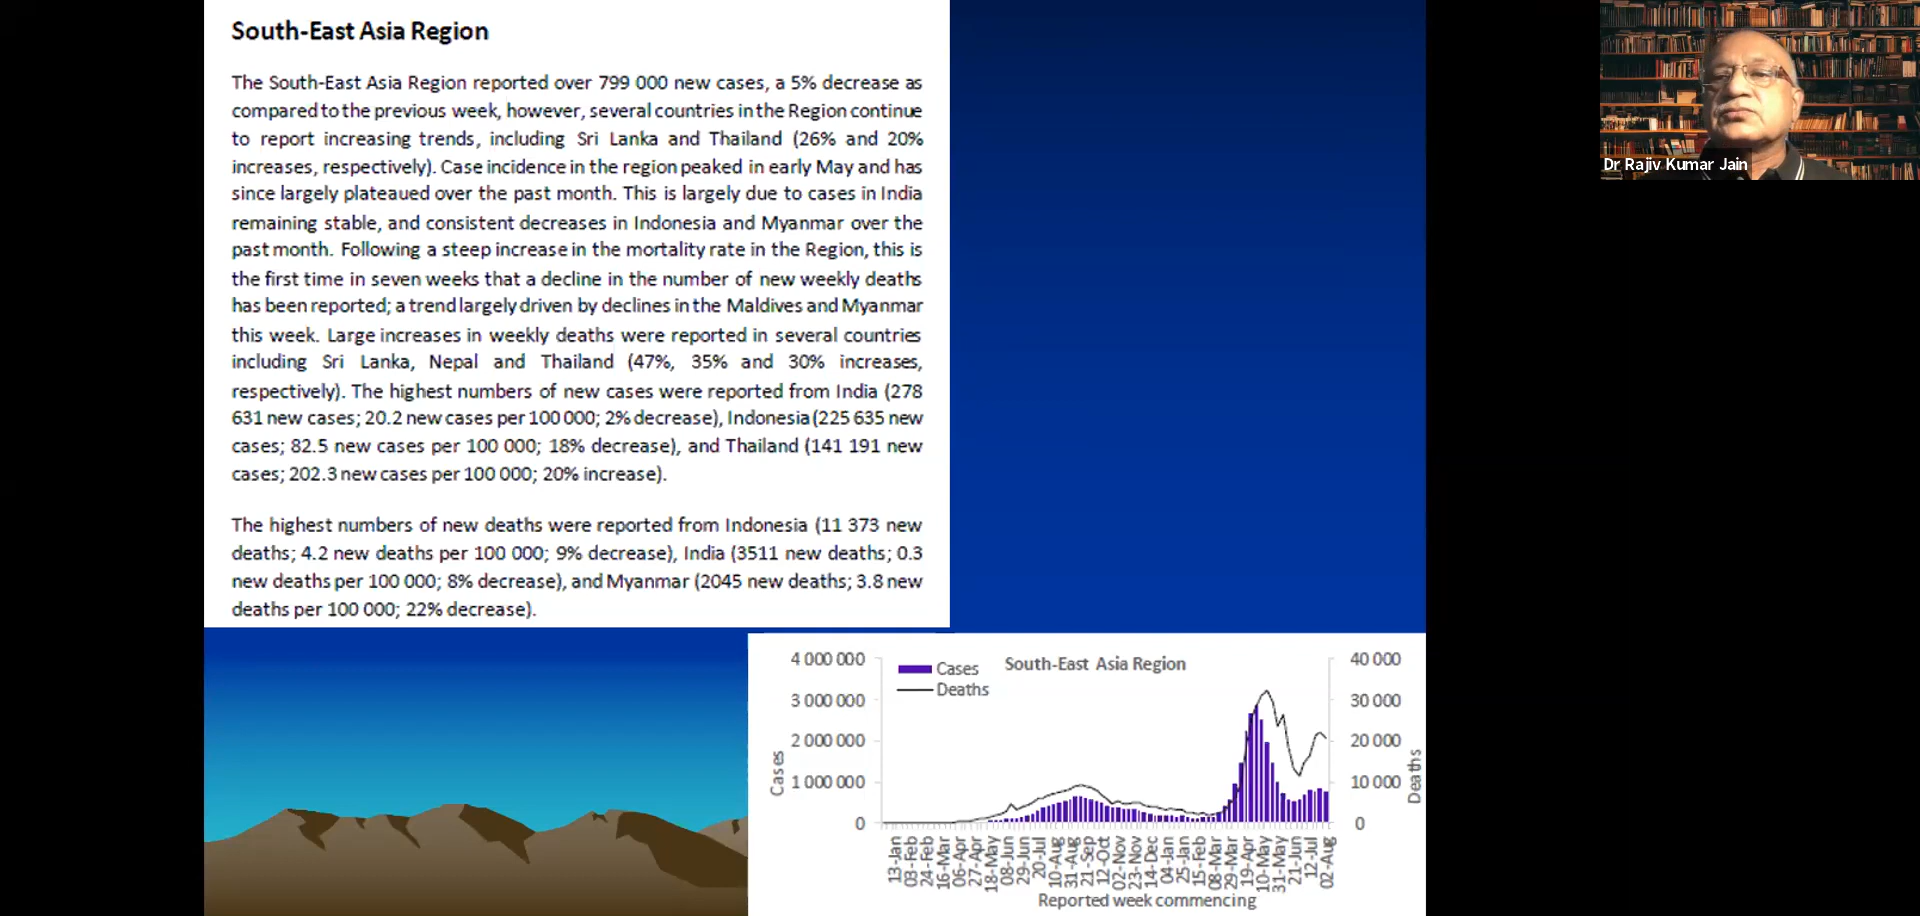 South-East Asia Region
The South-East Asia Region reported over 799 000 new cases, a 5% decrease as
compared to the previous week, however, several countries in the Region continue
to report increasing trends, including Sri Lanka and Thailand (26% and 20%
increases, respectively). Case incidence in the region peaked in early May and has
since largely plateaued over the past month. This is largely due to cases in India
remaining stable, and consistent decreases in Indonesia and Myanmar over the
past month. Following a steep increase in the mortality rate in the Region, this is
the first time in seven weeks that a decline in the number of new weekly deaths
has been reported; a trend largely driven by declines in the Maldives and Myanmar
this week. Large increases in weekly deaths were reported in several countries
including Sri Lanka, Nepal and Thailand (47%, 35% and 30% increases,
respectively). The highest numbers of new cases were reported from India (278
631 new cases; 20.2 new cases per 100 000; 2% decrease), Indonesia (225 635 new
cases; 82.5 new cases per 100 000; 18% decrease), and Thailand (141 191 new
cases; 202.3 new cases per 100 000; 20% increase).
The highest numbers of new deaths were reported from Indonesia (11 373 new
deaths; 4.2 new deaths per 100 000; 9% decrease), India (3511 new deaths; 0.3
new deaths per 100 000; 8% decrease), and Myanmar (2045 new deaths; 3.8 new
deaths per 100 000; 22% decrease).
Dr Rajiv Kumar Jain
South-East Asia Region
Cases
Deaths
4 000 000
3 000 000
2 000 000
1 000 000
0
Cases
40 000
30 000
20 000
10 000
0
Deaths
13-Jan
03-Feb
24-Feb
16-Mar
06-Apr
27-Apr
18-May
08-Jun
29-Jun
20-Jul
10-Aug
31-Aug
21-Sep
12-Oct
02-Nov
23-Nov
14-Dec
04-Jan
25-Jan
15-Feb
08-Mar
29-Mar
19-Apr
10-May
31-May
21-Jun
12-Jul
02-Aug
Reported week commencing